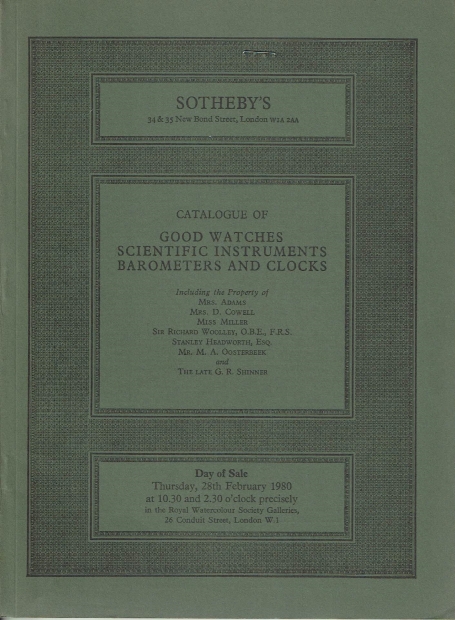 SOTHEBY'S
34 & 35 New Bond Street, London W1A 2AA
CATALOGUE OF
GOOD WATCHES
SCIENTIFIC INSTRUMENTS
BAROMETERS AND CLOCKS
Including the Property of
Mrs. Adams
Mrs. D. Cowell
Miss Miller
Sir Richard Woolley, O.B.E., F.R.S.
Stanley Headworth, Esq.
Mr. M. A. Oosterbeek
and
The late G. R. Shinner
Day of Sale
Thursday, 28th February 1980
at 10.30 and 2.30 o'clock precisely
in the Royal Watercolour Society Galleries,
26 Conduit Street, London W.1